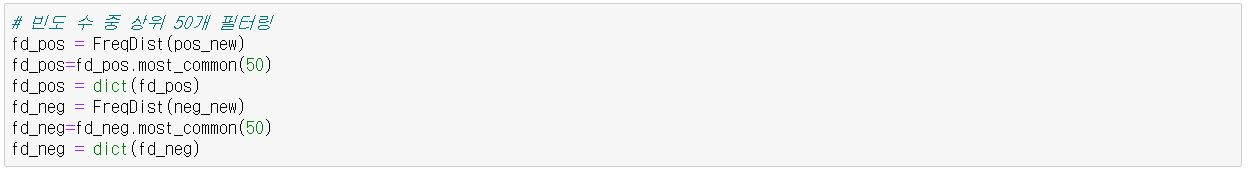 # 빈도 수 중 상위 50개 필터링
fd_pos = FreqDist(pos_new)
fd_pos=fd_pos.most_common(50)
fd_pos = dict(fd_pos)
fd_neg = FreqDist(neg_new)
fd_neg=fd_neg.most_common(50)
fd_neg = dict(fd_neg)